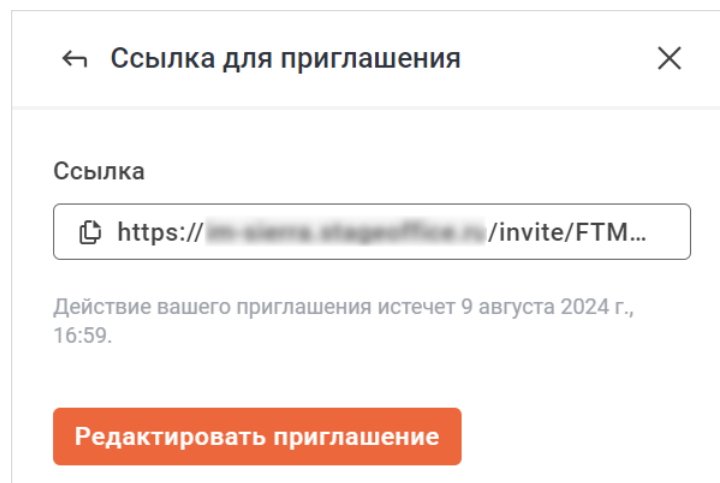 Ссылка для приглашения
Ссылка
https:// /invite/FTM...
Действие вашего приглашения истечет 9 августа 2024 г.,
16:59.
Редактировать приглашение